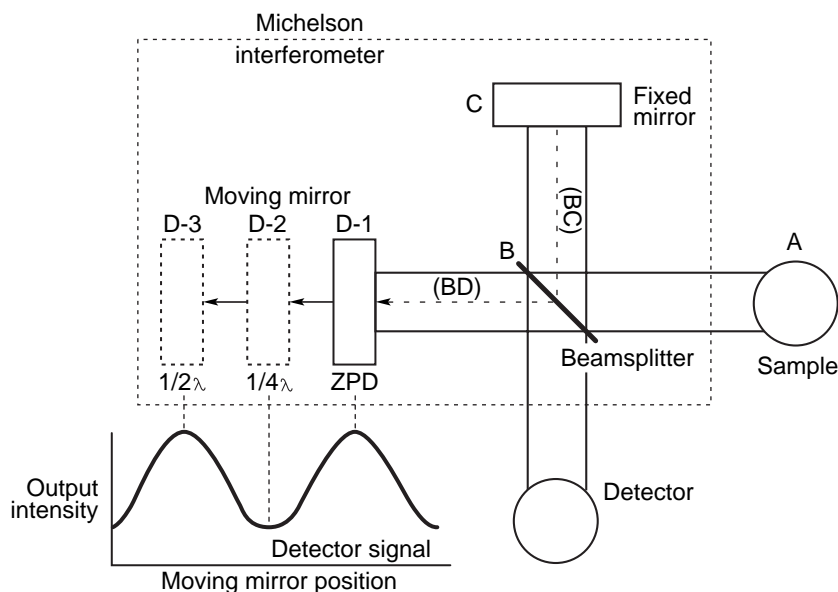 Michelson
interferometer
C
Fixed
mirror
(BC)
Moving mirror
D-3
D-2
D-1
B
A
(BD)
Beamsplitter
Sample
1/2λ
1/4λ
ZPD
Output
intensity
Detector
Detector signal
Moving mirror position